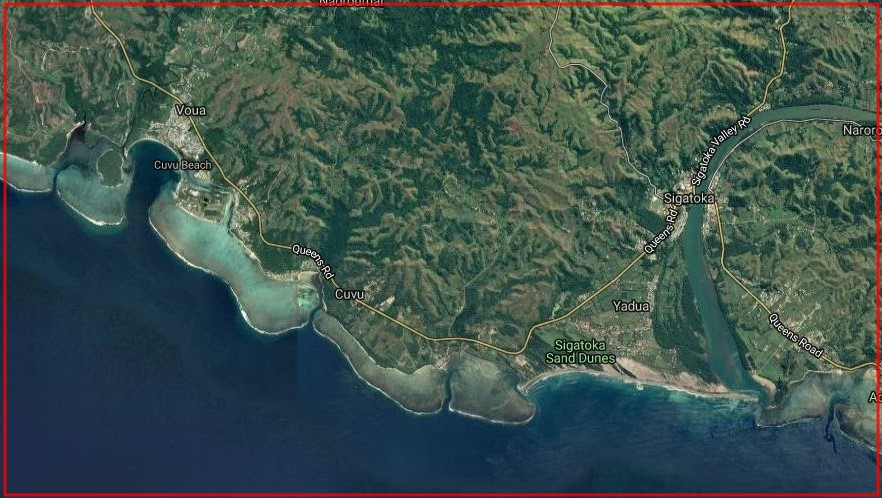 Voua
Cuvu Beach
Sigatoka Valley Rd
Sigatoka
Queens Rd
Queens Rd
Cuvu
Yadua
Queens Road
Sigatoka
Sand Dunes